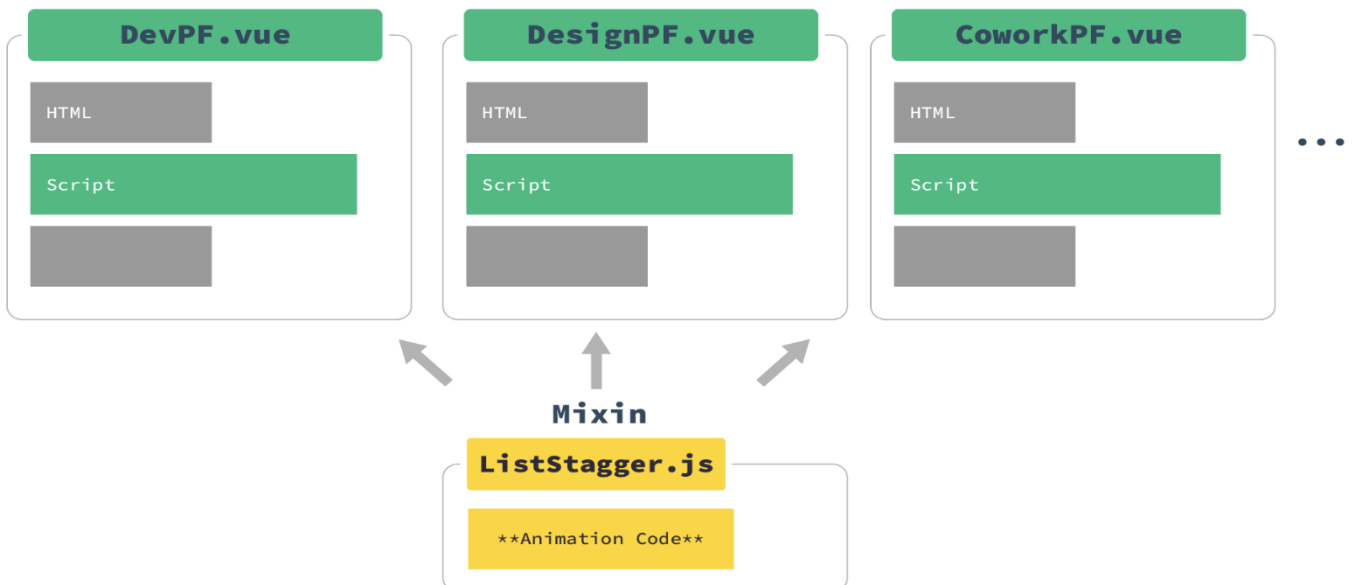 DevPF.vue
DesignPF.vue
CoworkPF.vue
HTML
HTML
HTML
...
Script
Script
Script
Mixin
ListStagger.js
**Animation Code**